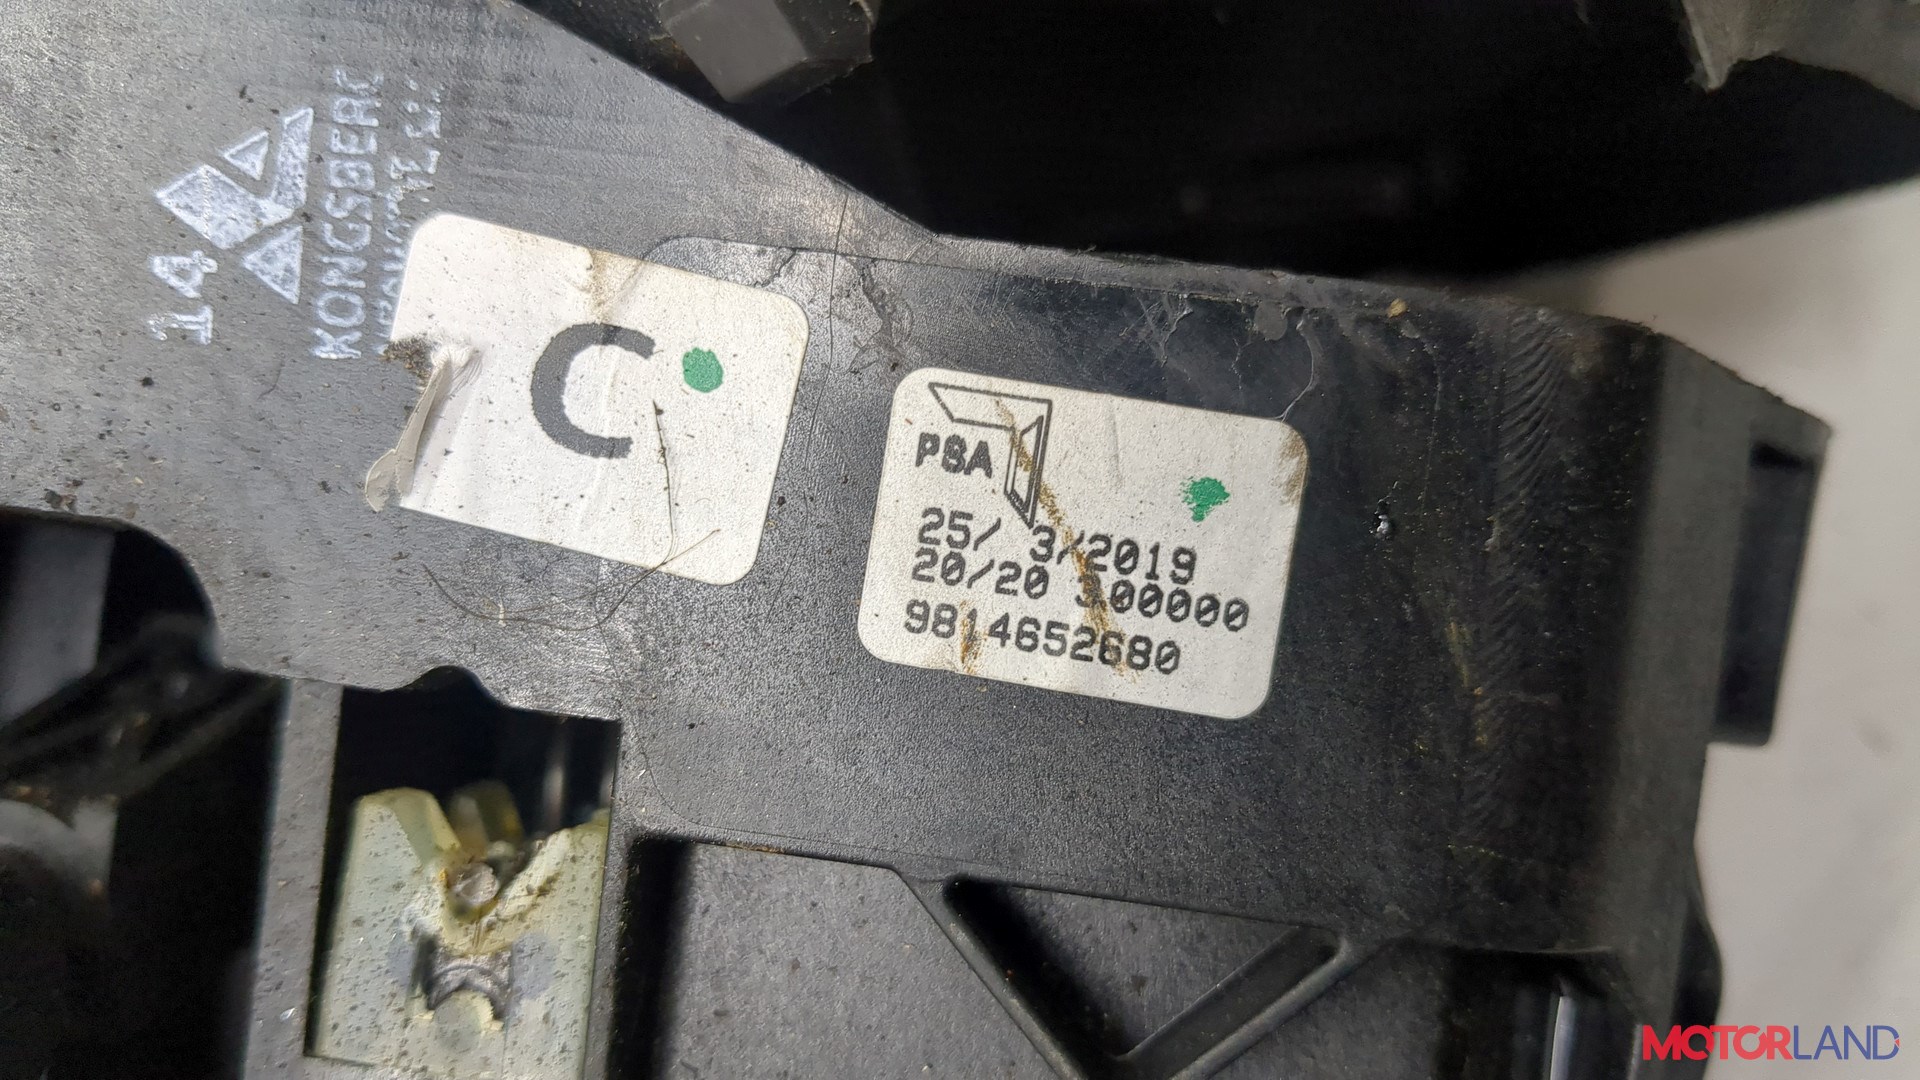 14
KONGSBERG
C
PSA
25/ 3/2019
20/20 300000
9814652680
MOTORLAND